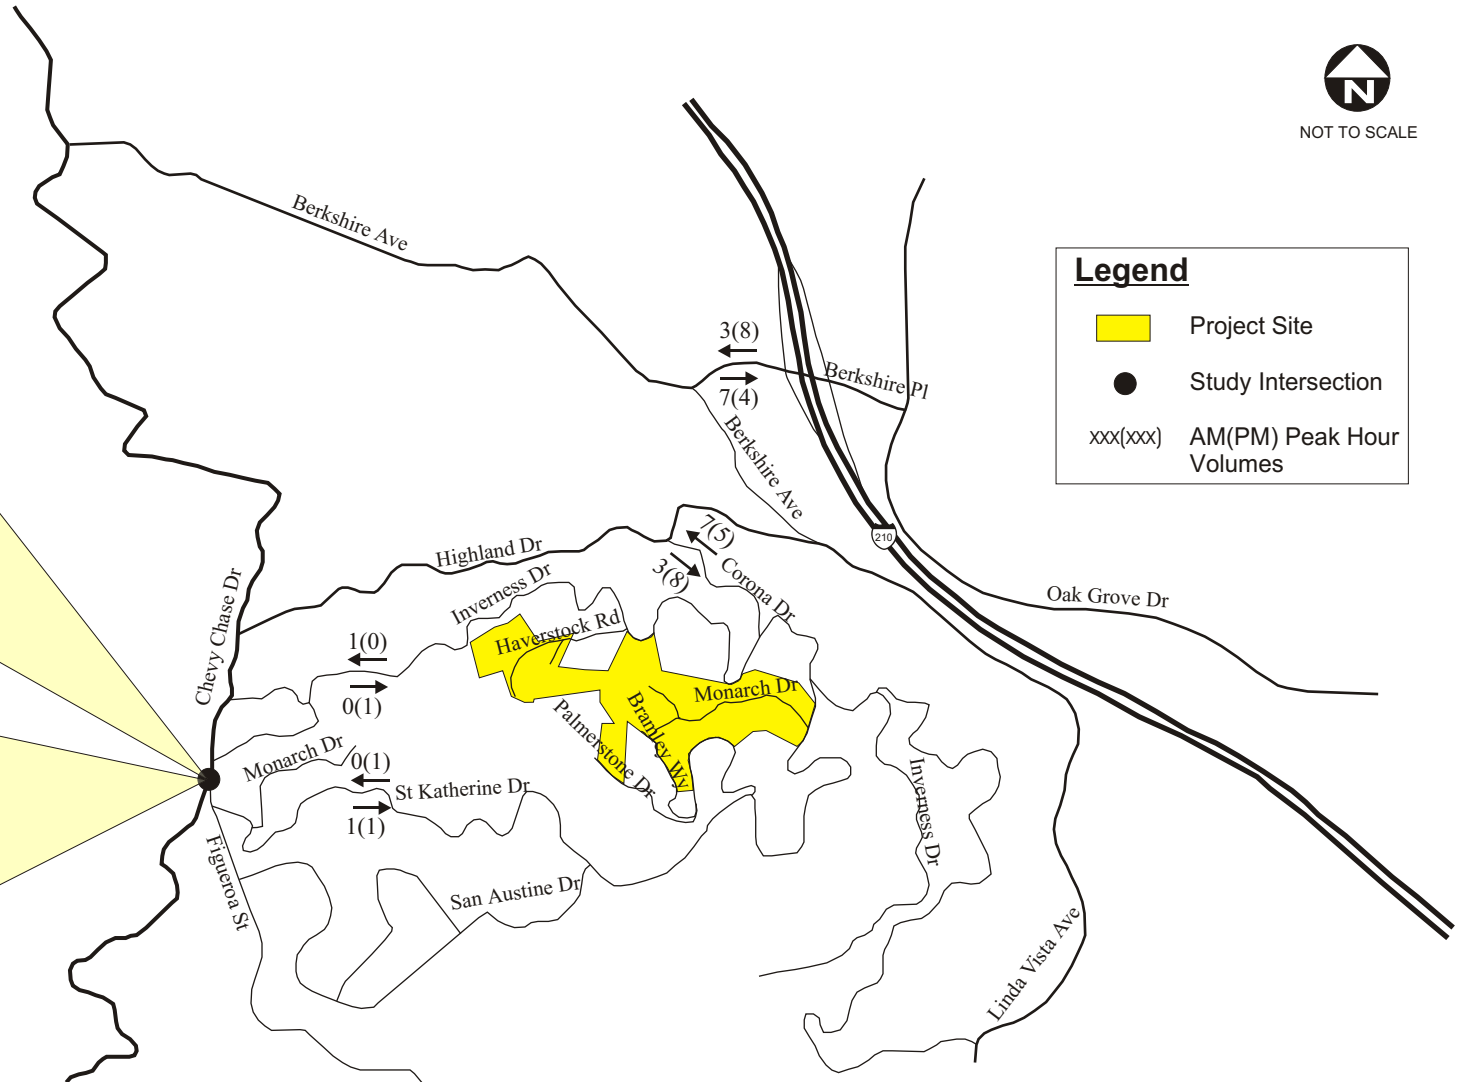 N
NOT TO SCALE
Berkshire Ave
Legend
Project Site
Study Intersection
xxx(xxx) AM(PM) Peak Hour
Volumes
3(8)
7(4)
Berkshire Pl
Berkshire Ave
210
Highland Dr
7(5)
3(8)
Corona Dr
Inverness Dr
Oak Grove Dr
Chevy Chase Dr
Haverstock Rd
1(0)
0(1)
Monarch Dr
Bramley Wy
Palmerstone Dr
Monarch Dr
0(1)
St Katherine Dr
1(1)
Inverness Dr
Figueroa St
San Austine Dr
Linda Vista Ave